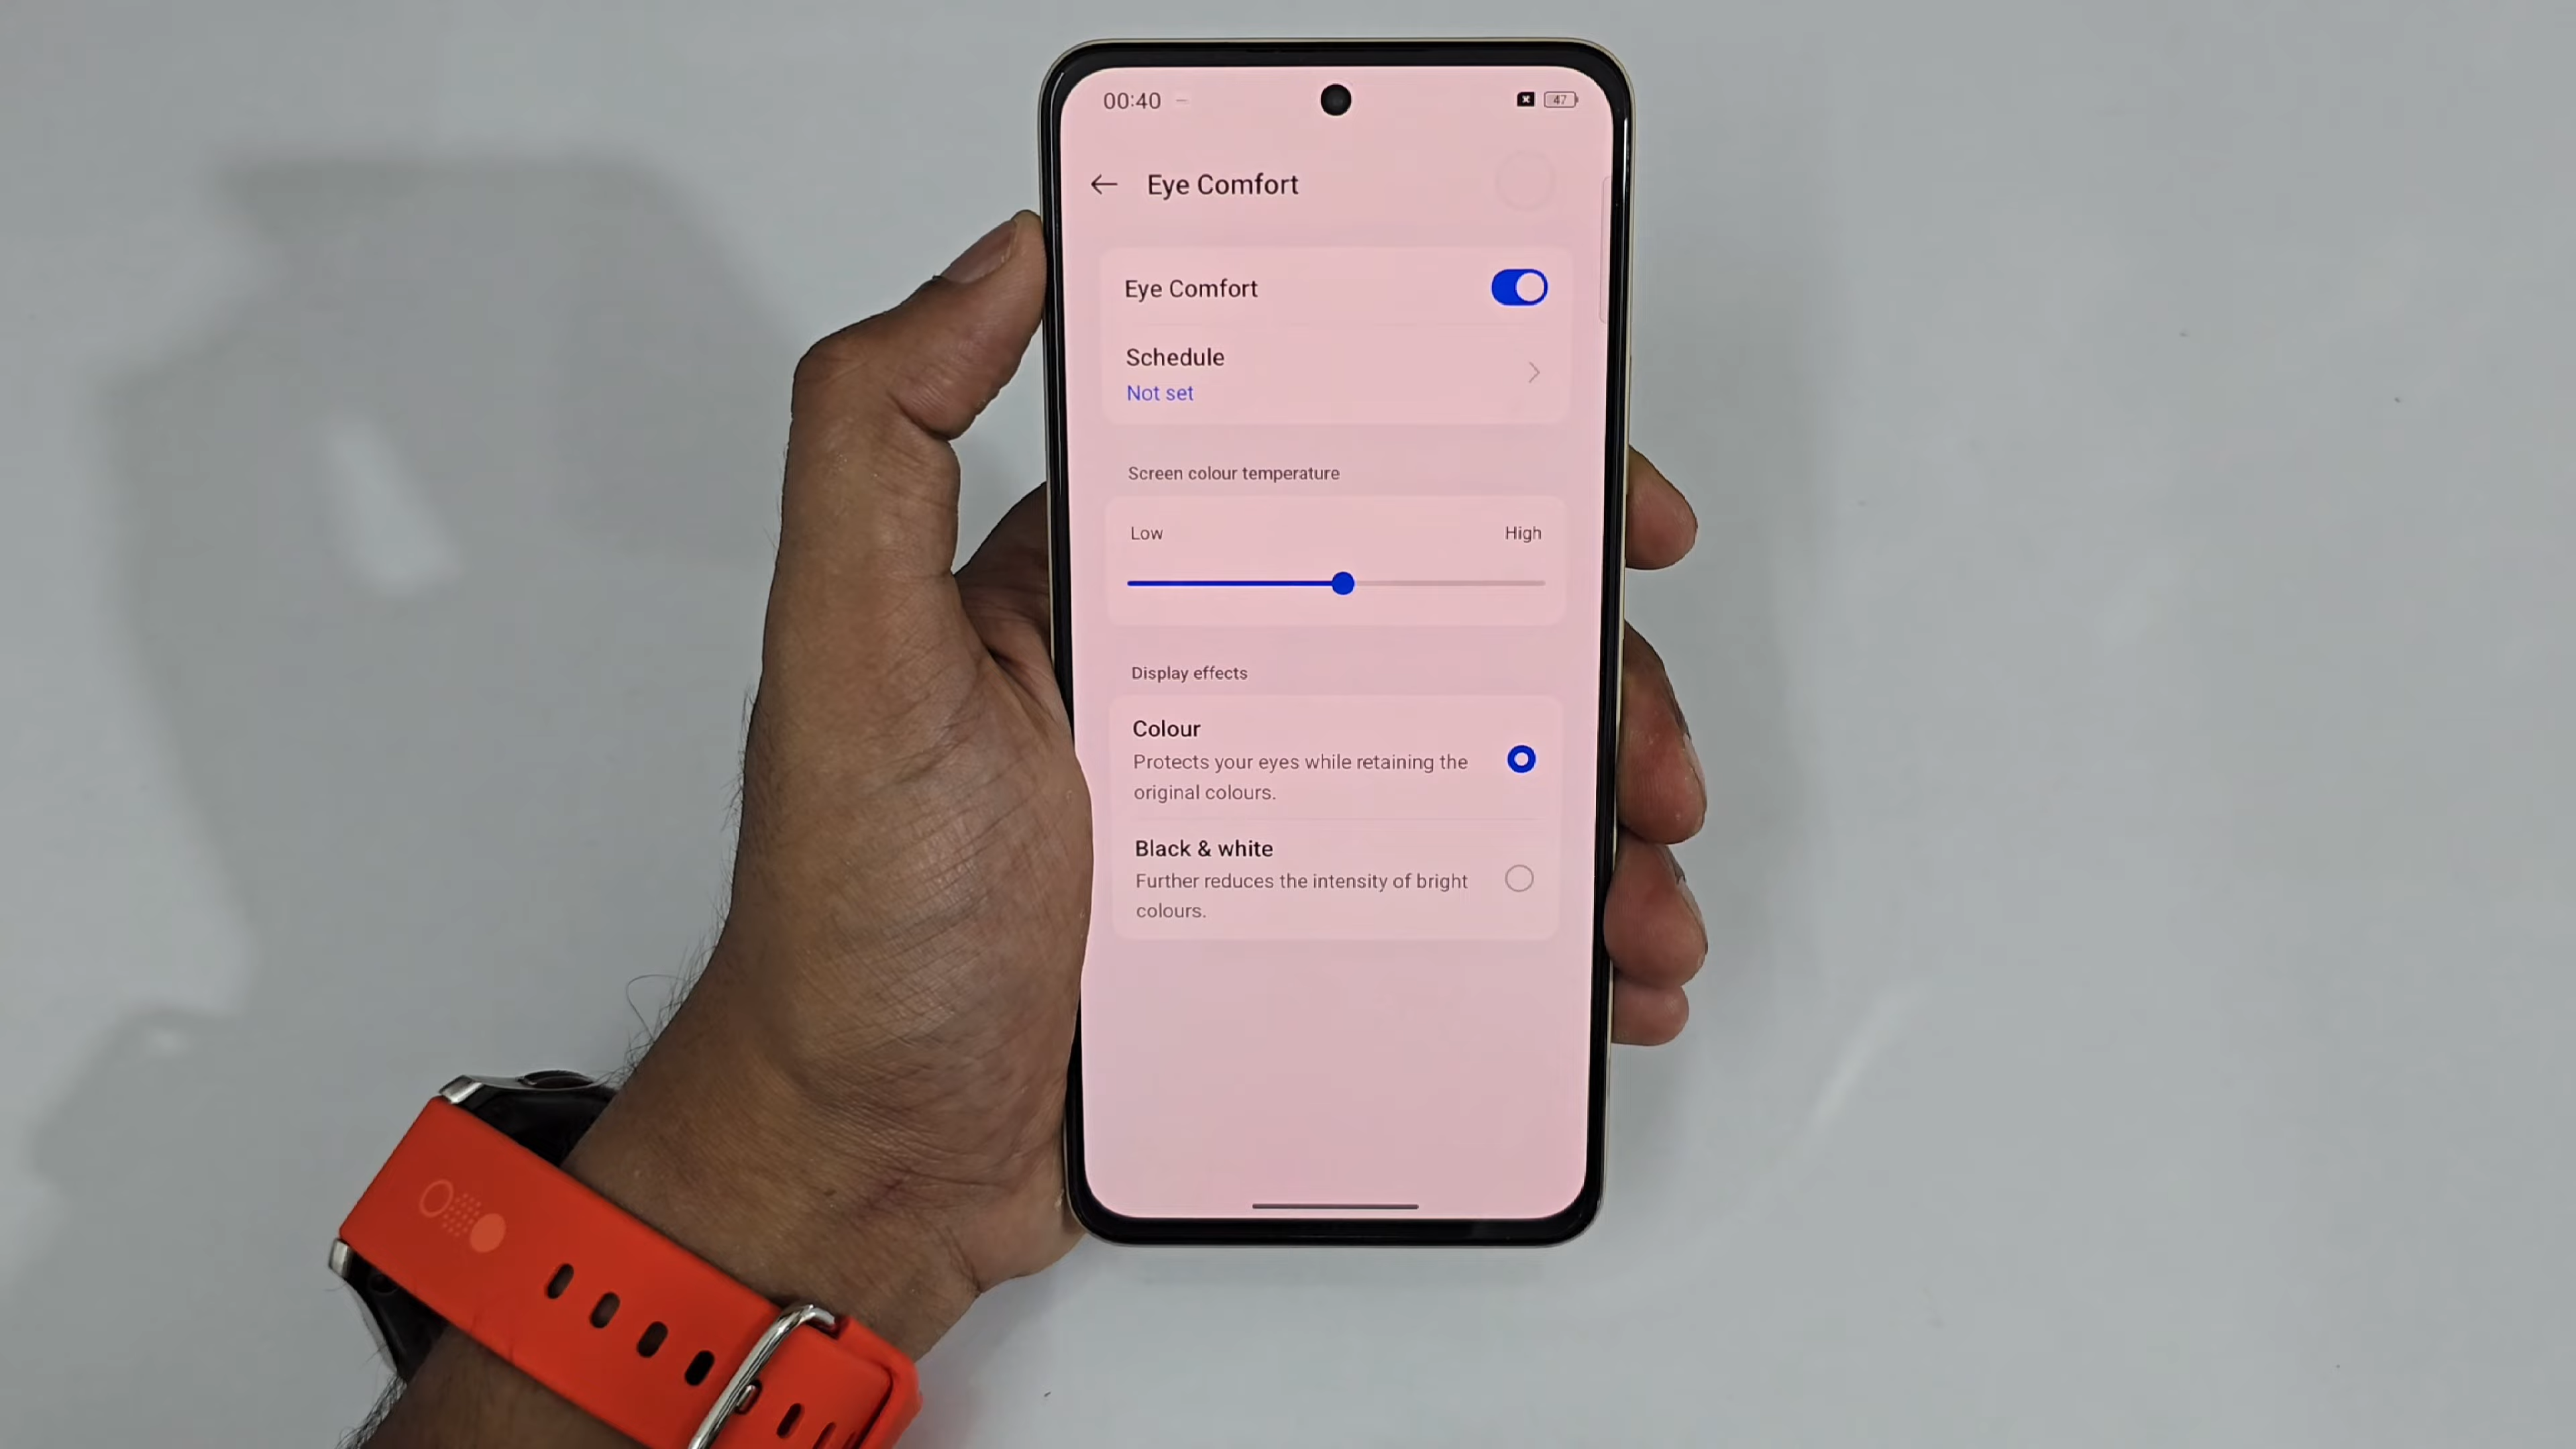 00:40
47
Eye Comfort
Eye Comfort
Schedule
Not set
Screen colour temperature
Low High
Display effects
Colour
Protects your eyes while retaining the
original colours.
Black & white
Further reduces the intensity of bright
colours.